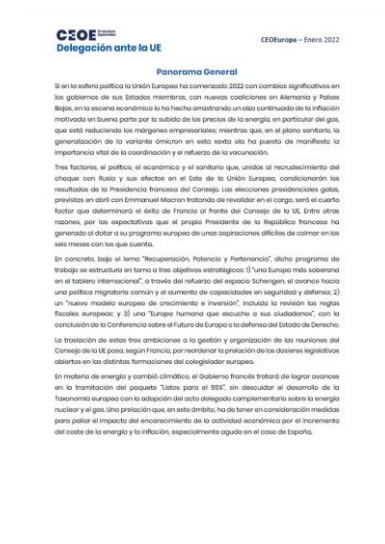 CEOE Empresas Españolas
CEOEuropa – Enero 2022
Delegación ante la UE
Panorama General
Si en la esfera política la Unión Europea ha comenzado 2022 con cambios significativos en
los gobiernos de sus Estados miembros, con nuevas coaliciones en Alemania y Países
Bajos, en la escena económica lo ha hecho arrastrando un alza continuada de la inflación
motivada en buena parte por la subida de los precios de la energía, en particular del gas,
que está reduciendo los márgenes empresariales; mientras que, en el plano sanitario, la
generalización de la variante ómicron en esta sexta ola ha puesto de manifiesto la
importancia vital de la coordinación y el refuerzo de la vacunación.
Tres factores, el político, el económico y el sanitario que, unidos al recrudecimiento del
choque con Rusia y sus efectos en el Este de la Unión Europea, condicionarán los
resultados de la Presidencia francesa del Consejo. Las elecciones presidenciales galas,
previstas en abril con Emmanuel Macron tratando de revalidar en el cargo, será el cuarto
factor que determinará el éxito de Francia al frente del Consejo de la UE. Entre otras
razones, por las expectativas que el propio Presidente de la República francesa ha
generado al dotar a su programa europeo de unas aspiraciones difíciles de colmar en los
seis meses con los que cuenta.
En concreto, bajo el lema "Recuperación, Potencia y Pertenencia", dicho programa de
trabajo se estructura en torno a tres objetivos estratégicos: 1) "una Europa más soberana
en el tablero internacional", a través del refuerzo del espacio Schengen, el avance hacia
una política migratoria común y el aumento de capacidades en seguridad y defensa; 2)
un "nuevo modelo europeo de crecimiento e inversión", incluida la revisión las reglas
fiscales europeas; y 3) una "Europa humana que escuche a sus ciudadanos", con la
conclusión de la Conferencia sobre el Futuro de Europa o la defensa del Estado de Derecho.
La traslación de estas tres ambiciones a la gestión y organización de las reuniones del
Consejo de la UE pasa, según Francia, por reordenar la prelación de los dosieres legislativos
abiertos en las distintas formaciones del colegislador europeo.
En materia de energía y cambió climático, el Gobierno francés tratará de lograr avances
en la tramitación del paquete "Listos para el 55%", sin descuidar el desarrollo de la
Taxonomía europea con la adopción del acto delegado complementario sobre la energía
nuclear y el gas. Una prelación que, en este ámbito, ha de tener en consideración medidas
para paliar el impacto del encarecimiento de la actividad económica por el incremento
del coste de la energía y la inflación, especialmente aguda en el caso de España.